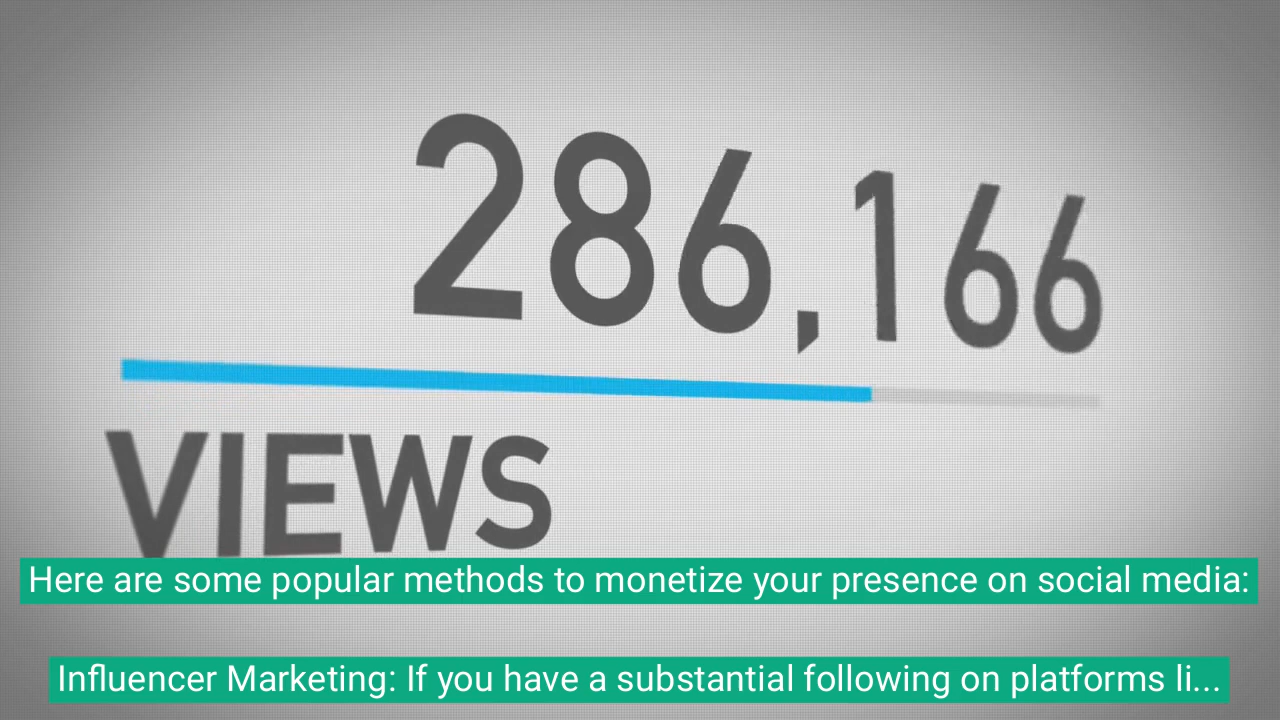 286,166
VIEWS
Here are some popular methods to monetize your presence on social media:
Influencer Marketing: If you have a substantial following on platforms li...